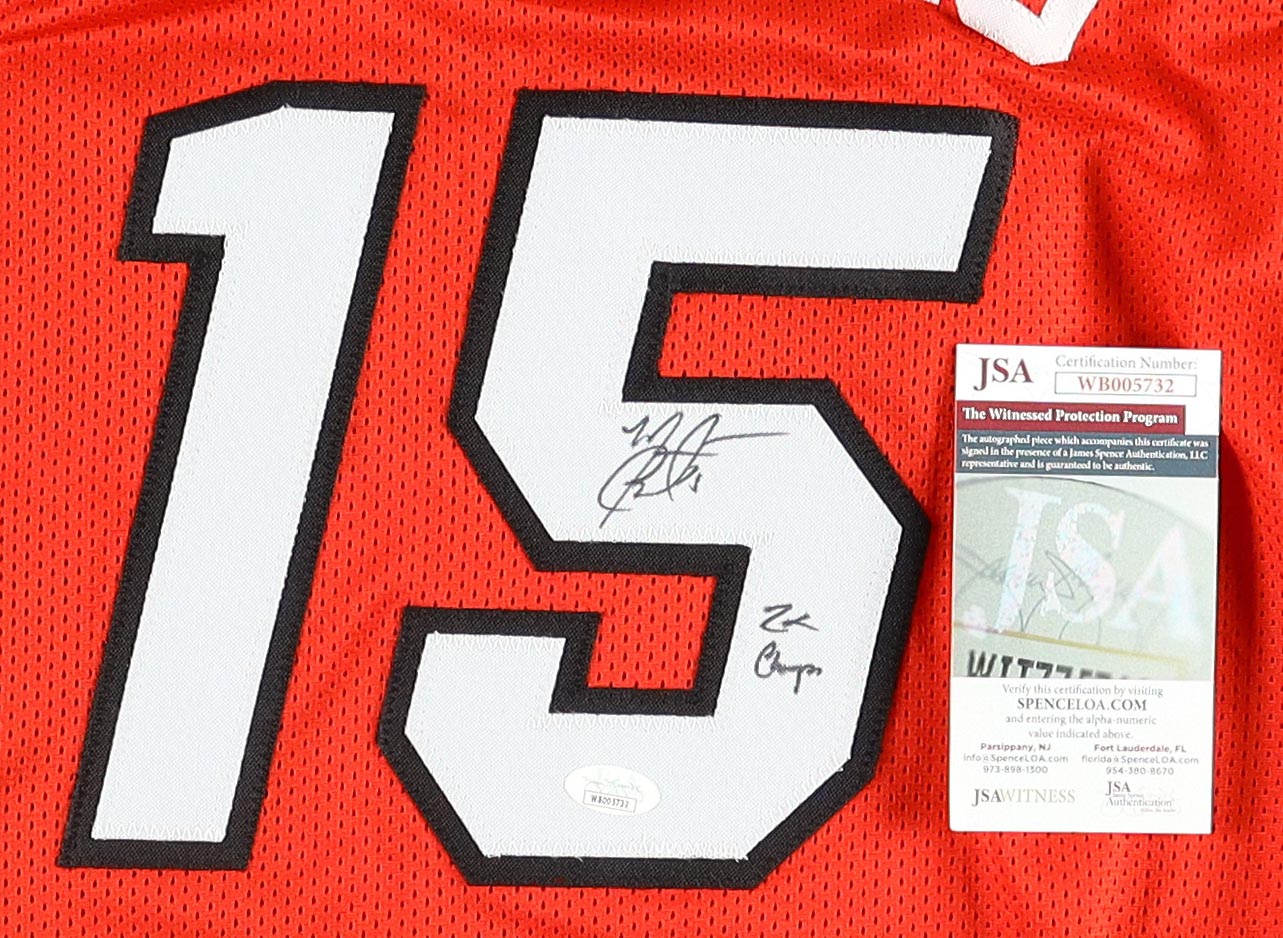 15
Champs
WB005732
JSA
Certification Number:
WB005732
The Witnessed Protection Program
The autographed piece which accompanies this certificate was
signed in the presence of a James Spence Authentication, LLC
representative and is guaranteed to be authentic.
JSA
Verify this certification by visiting
SPENCELOA.COM
and entering the alpha-numeric
value indicated above.
Parsippany, NJ
info@SpenceLOA.com
973-898-1300
Fort Lauderdale, FL
florida@SpenceLOA.com
954-380-8670
JSAWITNESS
JSA
Authentication